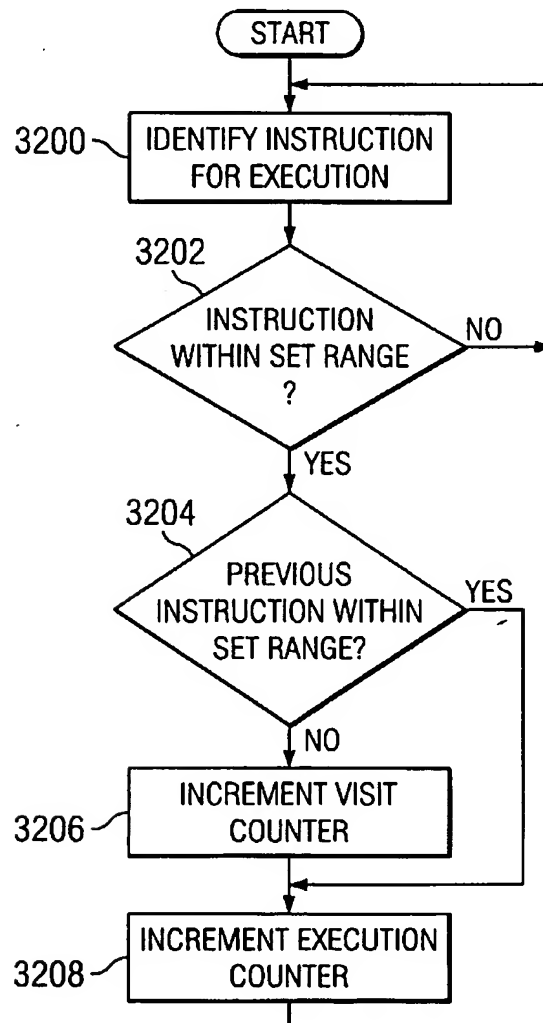 START
3200
IDENTIFY INSTRUCTION
FOR EXECUTION
3202
INSTRUCTION
WITHIN SET RANGE
?
NO
YES
3204
PREVIOUS
INSTRUCTION WITHIN
SET RANGE?
YES
NO
3206
INCREMENT VISIT
COUNTER
3208
INCREMENT EXECUTION
COUNTER